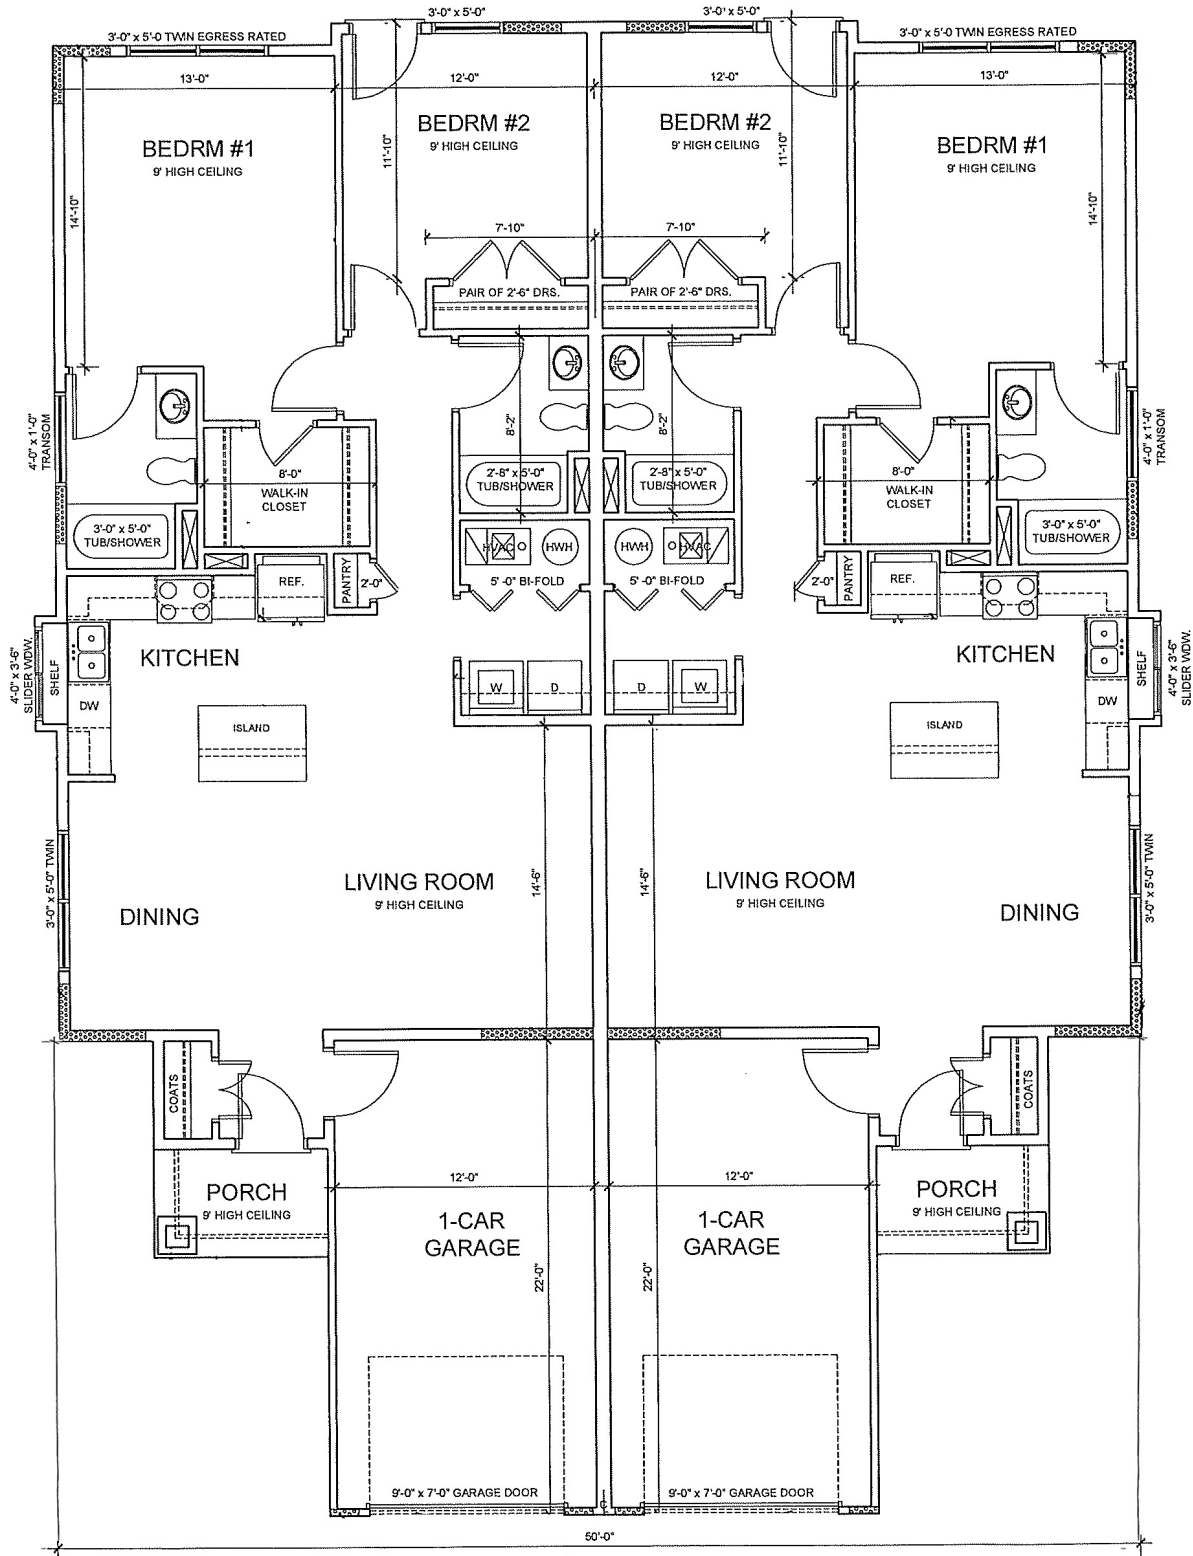 3'-0" x 5'-0"
3'-0" x 5'-0"
3'-0" x 5'-0 TWIN EGRESS RATED
3'-0" x 5'-0 TWIN EGRESS RATED
13'-0"
12'-0"
12'-0"
13'-0"
BEDRM #1
9' HIGH CEILING
BEDRM #2
9' HIGH CEILING
BEDRM #2
9' HIGH CEILING
BEDRM #1
9' HIGH CEILING
14'-10"
11'-10"
11'-10"
14'-10"
7'-10"
7'-10"
PAIR OF 2'-6" DRS.
PAIR OF 2'-6" DRS.
4'-0" x 1'-0"
TRANSOM
8'-2"
8'-2"
4'-0" x 1'-0"
TRANSOM
8'-0"
WALK-IN
CLOSET
2'-8" x 5'-0"
TUB/SHOWER
2'-8" x 5'-0"
TUB/SHOWER
8'-0"
WALK-IN
CLOSET
3'-0" x 5'-0"
TUB/SHOWER
3'-0" x 5'-0"
TUB/SHOWER
HVAC
HWH
HWH
HVAC
REF.
PANTRY
2'-0"
5' -0" BI-FOLD
5' -0" BI-FOLD
2'-0"
PANTRY
REF.
4'-0" x 3'-6"
SLIDER WDW.
SHELF
KITCHEN
KITCHEN
SHELF
4'-0" x 3'-6"
SLIDER WDW.
DW
W
D
D
W
DW
ISLAND
ISLAND
3'-0" x 5'-0" TWIN
LIVING ROOM
9' HIGH CEILING
14'-6"
14'-6"
LIVING ROOM
9' HIGH CEILING
3'-0" x 5'-0" TWIN
DINING
DINING
COATS
COATS
PORCH
9' HIGH CEILING
12'-0"
12'-0"
PORCH
9' HIGH CEILING
1-CAR
GARAGE
1-CAR
GARAGE
22'-0"
22'-0"
9'-0" x 7'-0" GARAGE DOOR
9'-0" x 7'-0" GARAGE DOOR
50'-0"